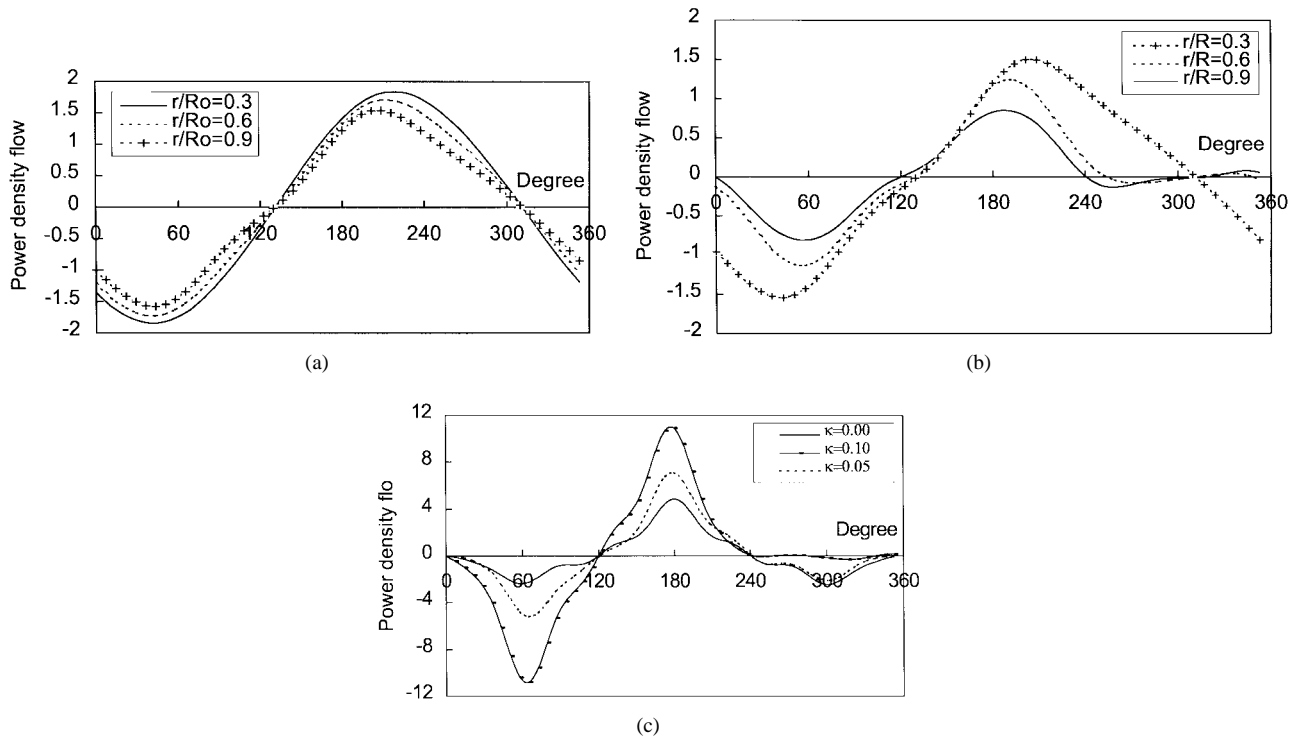 Power density flow
2
1.5
1
0.5
0
-0.5
-1
-1.5
-2
r/Ro=0.3
r/Ro=0.6
r/Ro=0.9
Degree
0 60 120 180 240 300 360
(a)
Power density flow
2
1.5
1
0.5
0
-0.5
-1
-1.5
-2
r/R=0.3
r/R=0.6
r/R=0.9
Degree
0 60 120 180 240 300 360
(b)
Power density flo
12
8
4
0
-4
-8
-12
κ=0.00
κ=0.10
κ=0.05
Degree
0 60 120 180 240 300 360
(c)